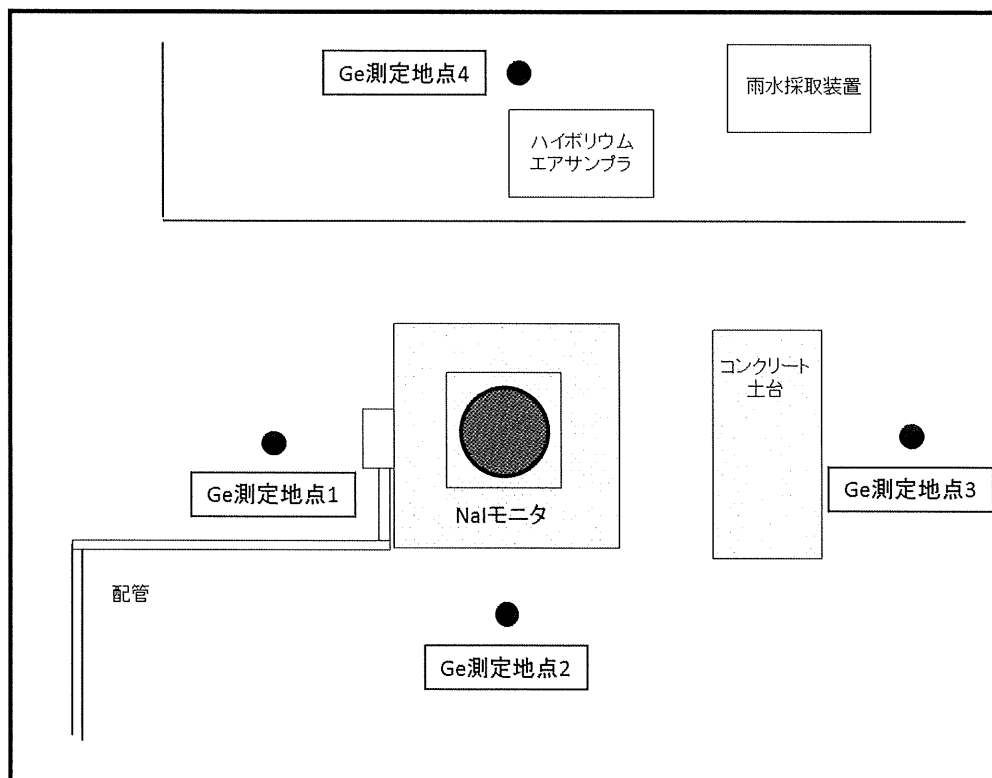 Ge測定地点4
雨水採取装置
ハイボリウム
エアサンプラ
コンクリート
土台
Ge測定地点1
Ge測定地点3
NaIモニタ
配管
Ge測定地点2